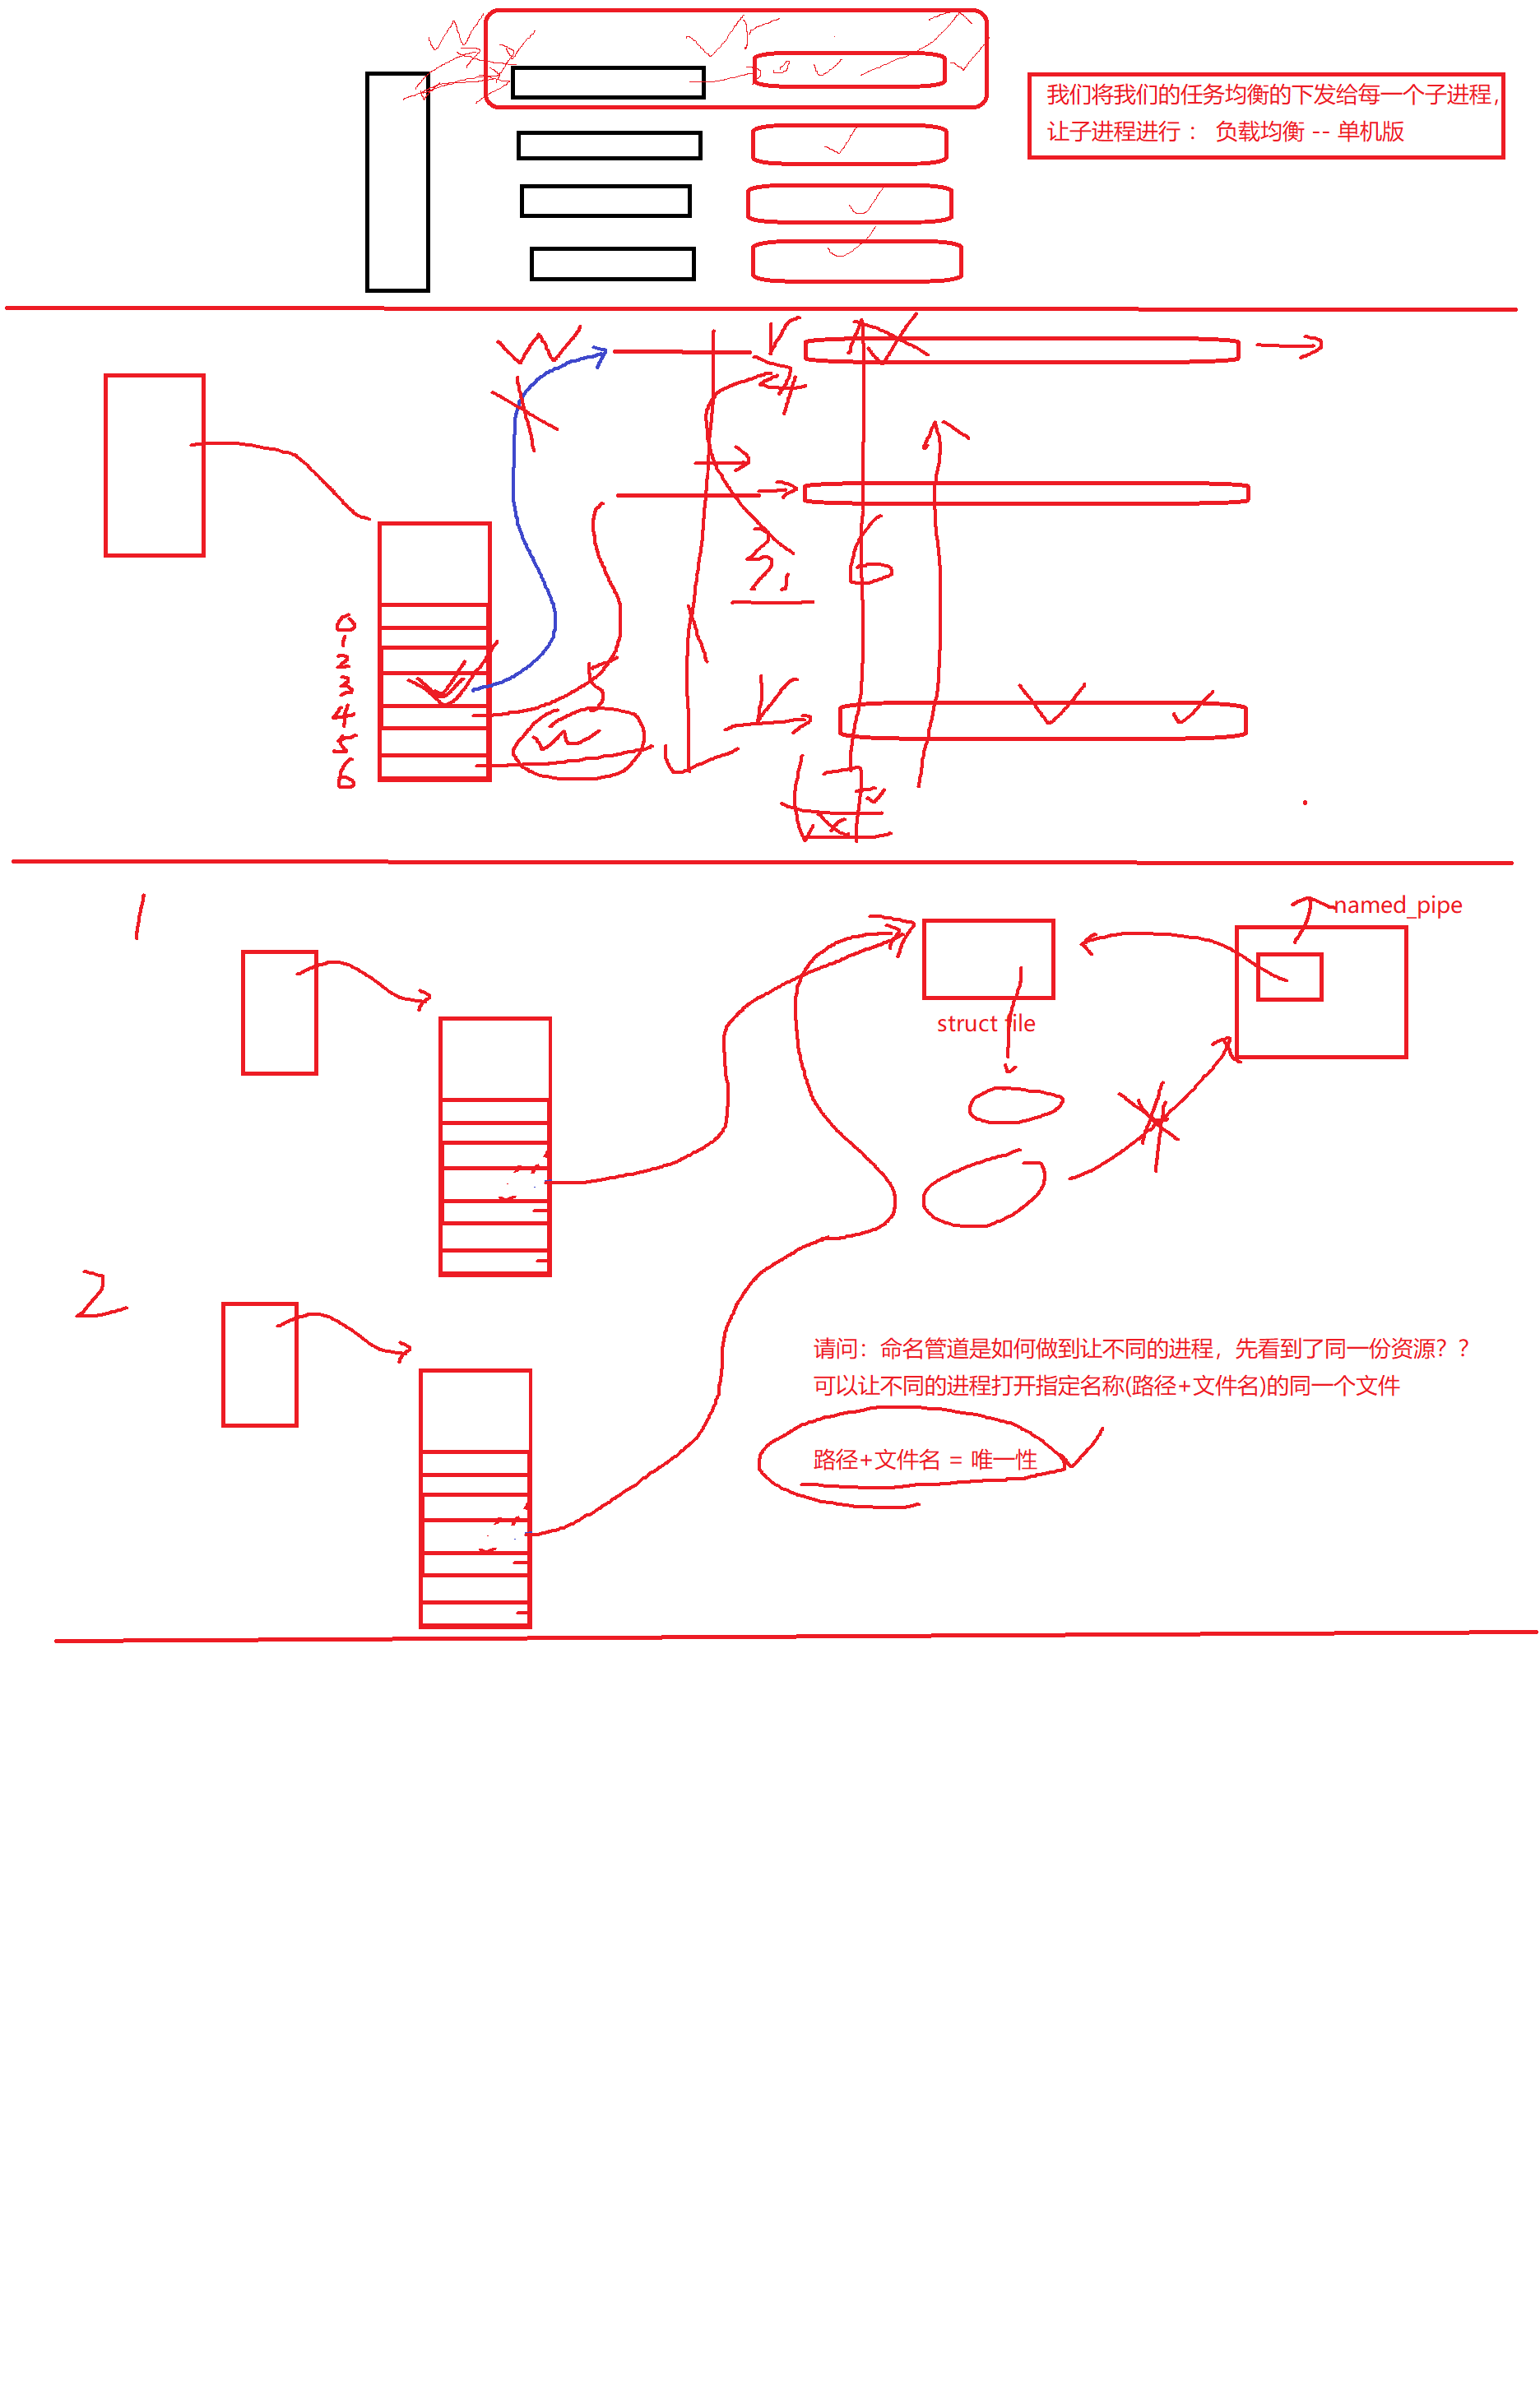 我们将我们的任务均衡的下发给每一个子进程，
让子进程进行： 负载均衡 -- 单机版
0
1
2
3
4
5
6
1
named_pipe
struct file
2
请问：命名管道是如何做到让不同的进程，先看到了同一份资源？？
可以让不同的进程打开指定名称(路径+文件名)的同一个文件
路径+文件名 = 唯一性